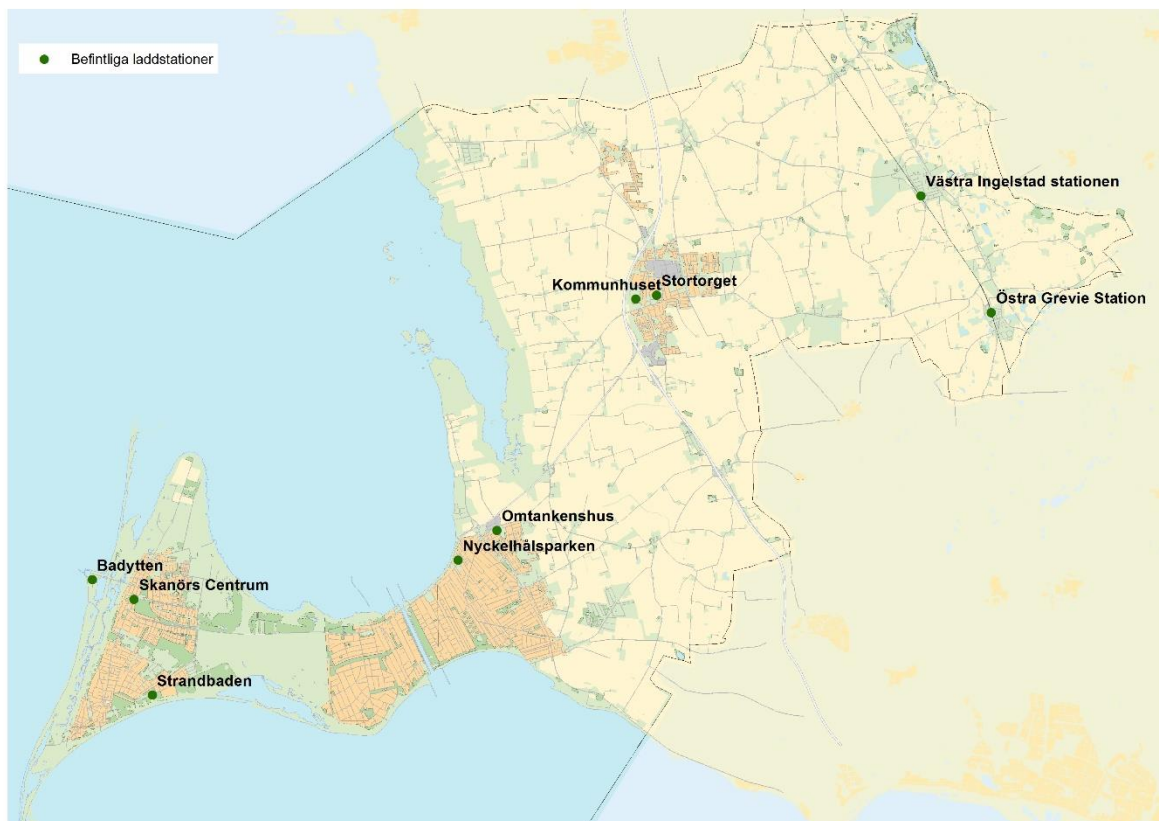 Befintliga laddstationer
Västra Ingelstad stationen
Kommunhuset
Stortorget
Östra Grevie Station
Omtankenshus
Nyckelhålsparken
Badytten
Skanörs Centrum
Strandbaden